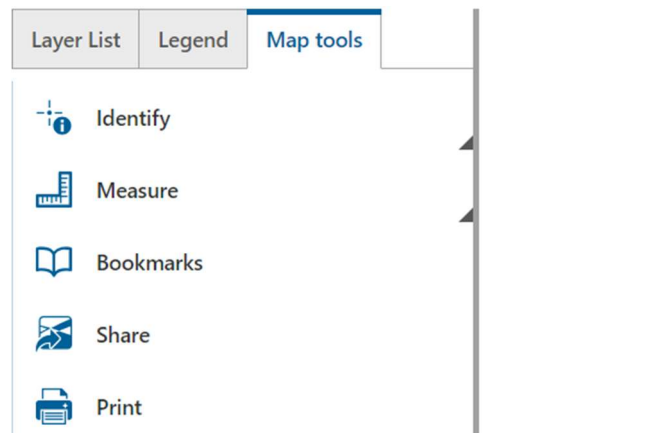 Layer List Legend Map tools
Identify
Measure
Bookmarks
Share
Print